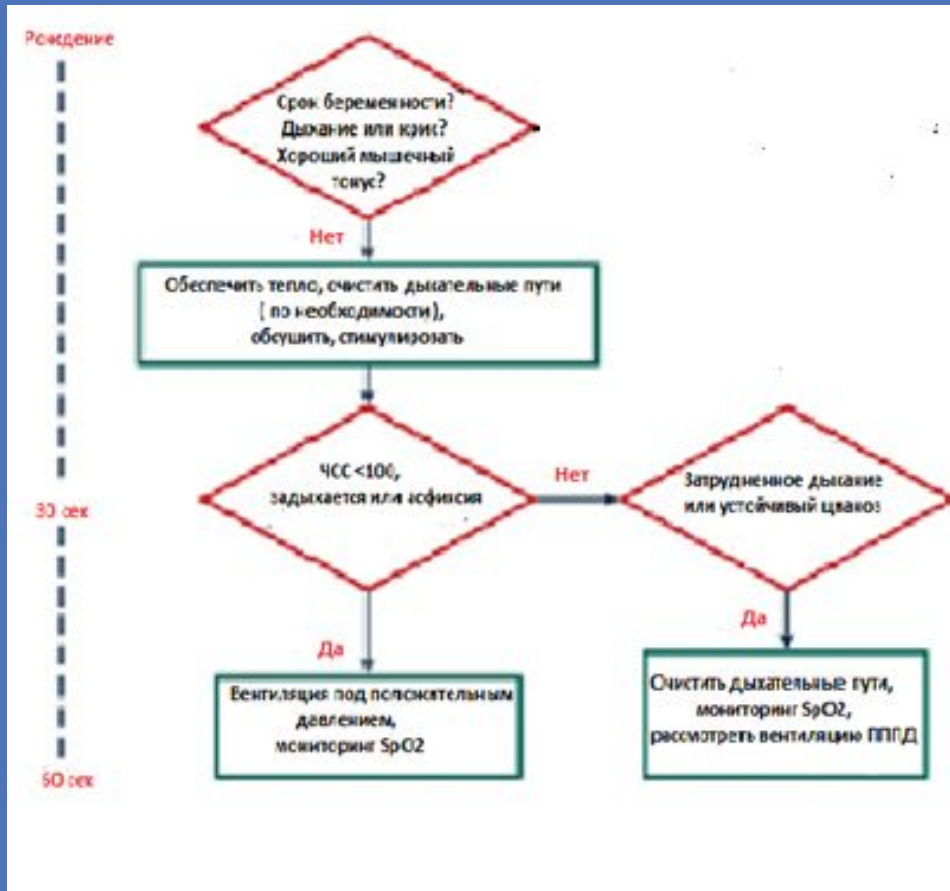 Рождение
Срок беременности?
Дыхание или крик?
Хороший мышечный
тонус?
Нет
Обеспечить тепло, очистить дыхательные пути
( по необходимости),
обсушить, стимулировать
ЧСС <100,
задыхается или асфиксия
Нет
Затрудненное дыхание
или устойчивый цианоз
30 сек
Да
Да
Вентиляция под положительным
давлением,
мониторинг SpO2
Очистить дыхательные пути,
мониторинг SpO2,
рассмотреть вентиляцию ППГД
60 сек